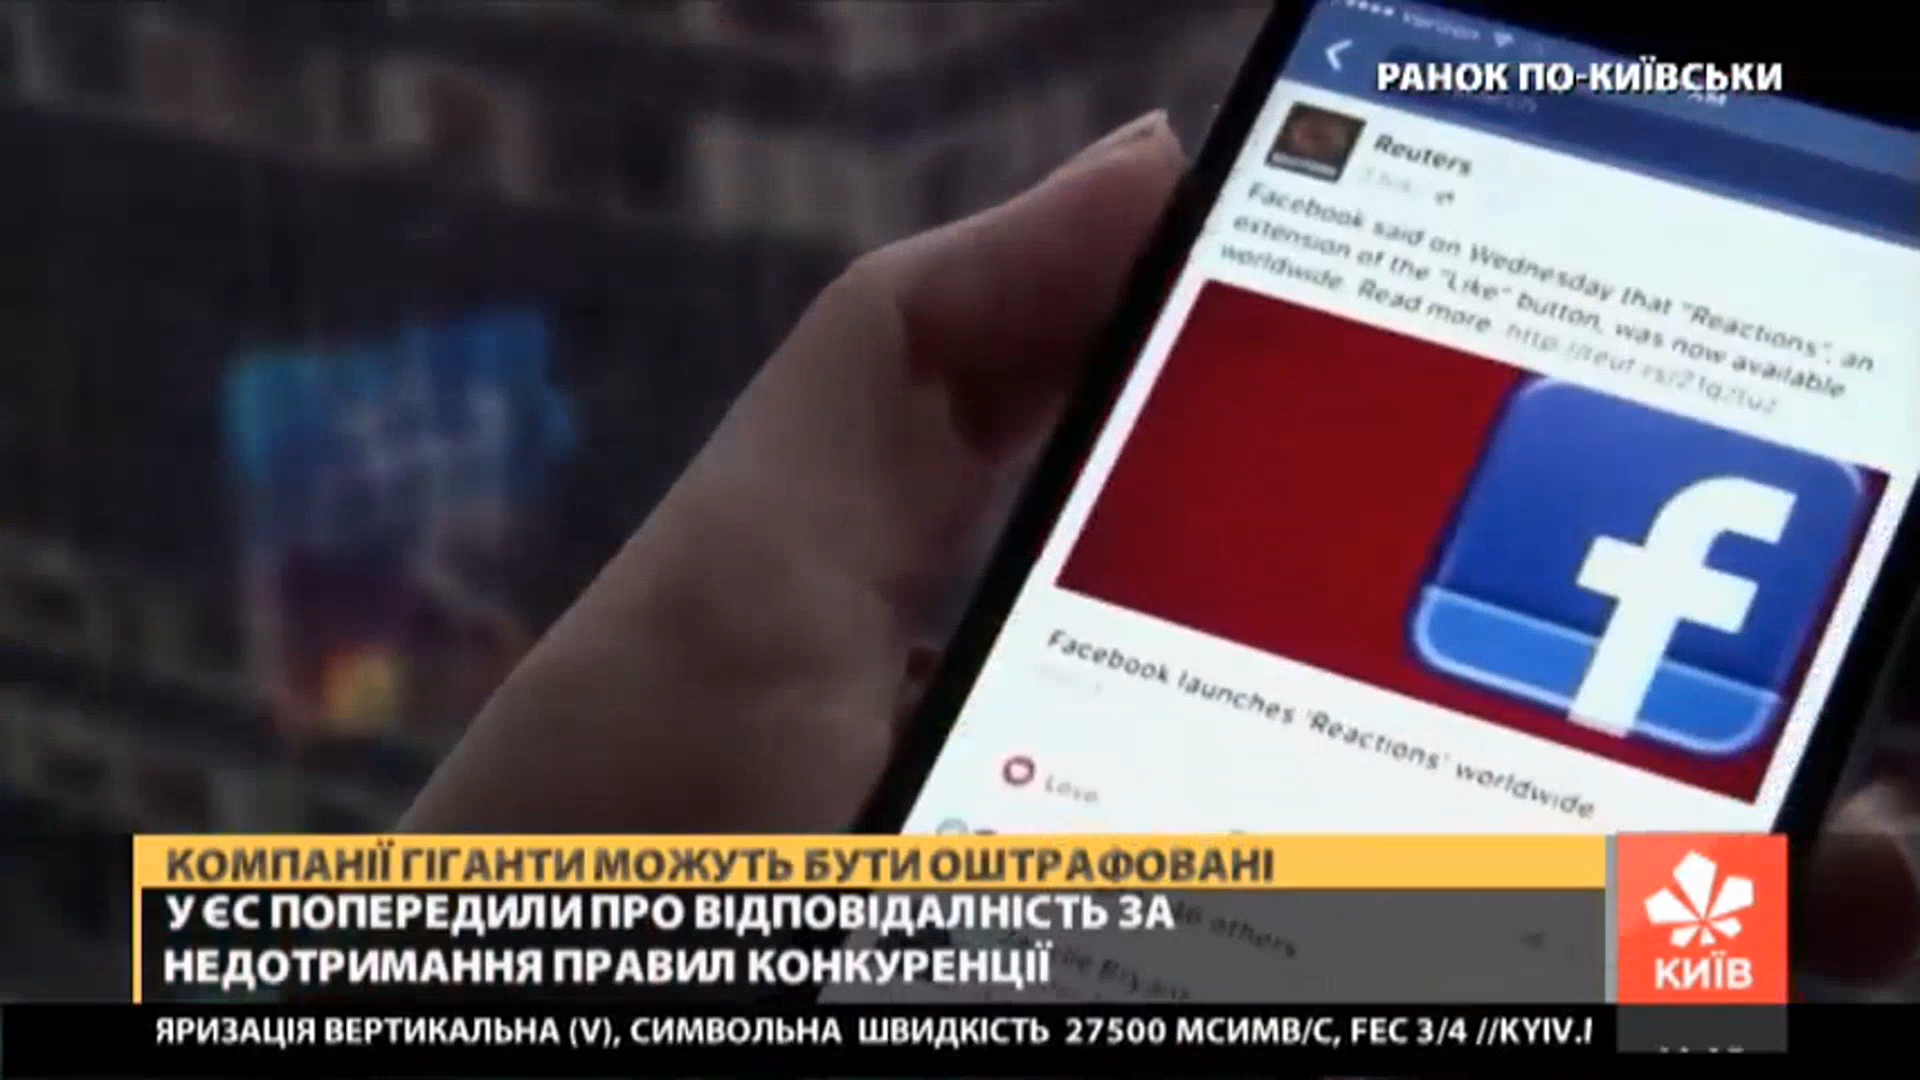 РАНОК ПО-КИЇВСЬКИ
Reuters
Facebook said on Wednesday that "Reactions", an
extension of the "Like" button, was now available
worldwide. Read more
Facebook launches 'Reactions' worldwide
Love
КОМПАНІЇ ГІГАНТИ МОЖУТЬ БУТИ ОШТРАФОВАНІ
У ЄС ПОПЕРЕДИЛИ ПРО ВІДПОВІДАЛНІСТЬ ЗА
others
НЕДОТРИМАННЯ ПРАВИЛ КОНКУРЕНЦІЇ
КИЇВ
ЯРИЗАЦІЯ ВЕРТИКАЛЬНА (V), СИМВОЛЬНА ШВИДКІСТЬ 27500 МСИМВ/С, FEC 3/4 //KYIV.